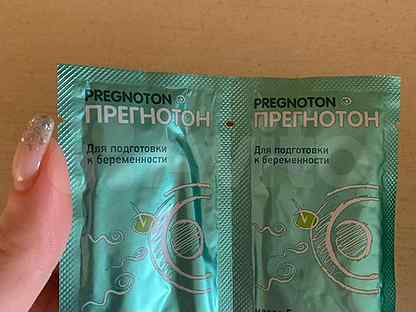 PREGNOTON
ПРЕГНОТОН
Для подготовки
к беременности
PREGNOTON
ПРЕГНОТОН
Для подготовки
к беременности